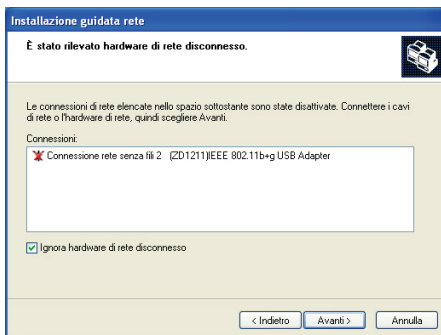 Installazione guidata rete
È stato rilevato hardware di rete disconnesso.
Le connessioni di rete elencate nello spazio sottostante sono state disattivate. Connettere i cavi
di rete o l'hardware di rete, quindi scegliere Avanti.
Connessioni:
Connessione rete senza fili 2 (ZD1211)IEEE 802.11b+g USB Adapter
Ignora hardware di rete disconnesso
< Indietro Avanti > Annulla